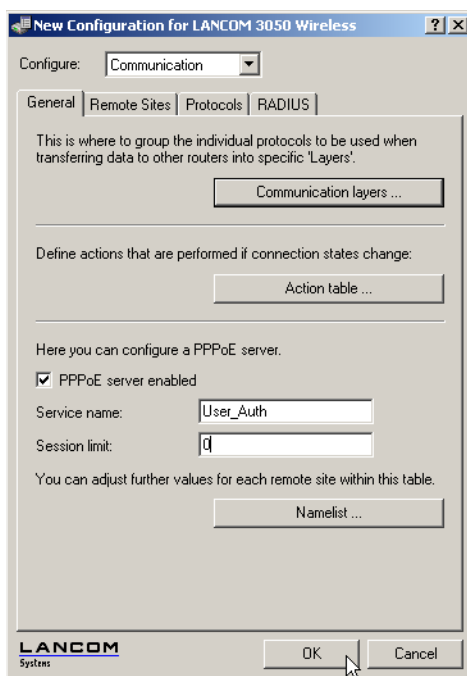 New Configuration for LANCOM 3050 Wireless
Configure: Communication
General Remote Sites Protocols RADIUS
This is where to group the individual protocols to be used when
transferring data to other routers into specific 'Layers'.
Communication layers ...
Define actions that are performed if connection states change:
Action table ...
Here you can configure a PPPoE server.
PPPoE server enabled
Service name: User_Auth
Session limit: 0
You can adjust further values for each remote site within this table.
Namelist ...
LANCOM
Systems
OK Cancel